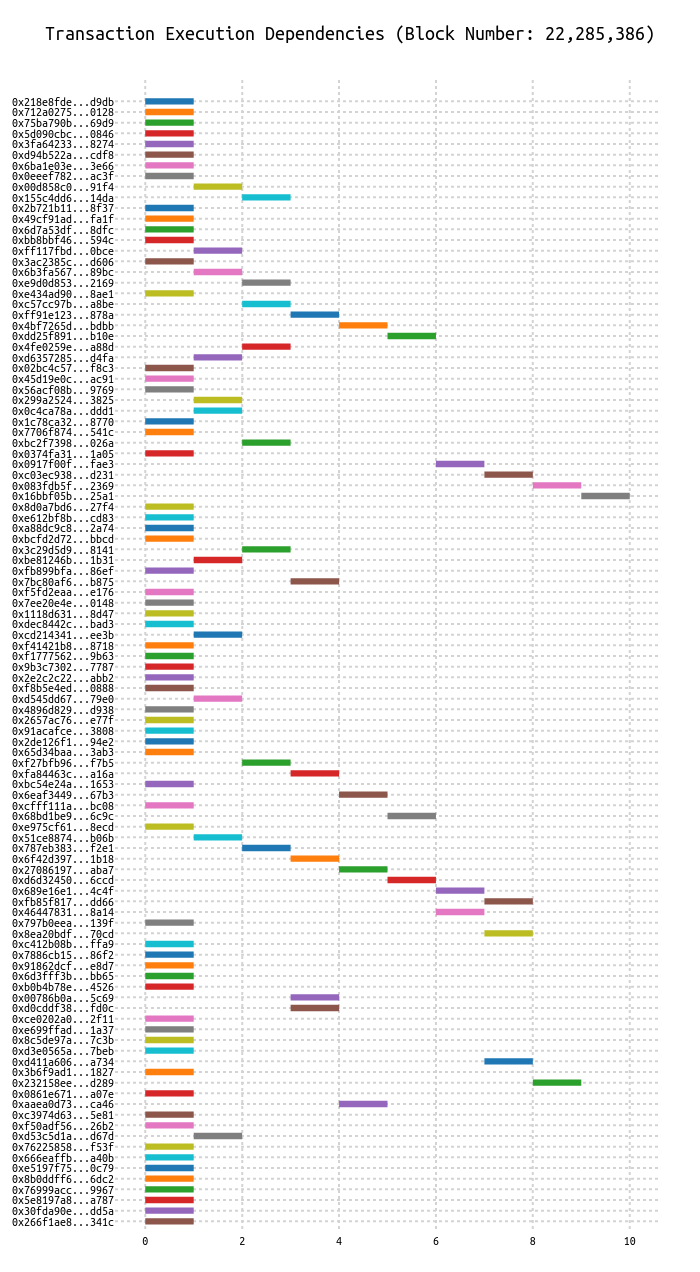 Transaction Execution Dependencies (Block Number: 22,285,386)
0x218e8fde...d9db
0x712a0275...0128
0x75ba790b...69d9
0x5d090cbc...0846
0x3fa64233...8274
0xd94b522a...cdf8
0x6ba1e03e...3e66
0x0eeef782...ac3f
0x00d858c0...91f4
0x155c4dd6...14da
0x2b721b11...8f37
0x49cf91ad...fa1f
0x6d7a53df...8dfc
0xbb8bbf46...594c
0xff117fbd...0bce
0x3ac2385c...d606
0x6b3fa567...89bc
0xe9d0d853...2169
0xe434ad90...8ae1
0xc57cc97b...a8be
0xff91e123...878a
0x4bf7265d...bdbb
0xdd25f891...b10e
0x4fe0259e...a88d
0xd6357285...d4fa
0x02bc4c57...f8c3
0x45d19e0c...ac91
0x56acf08b...9769
0x299a2524...3825
0x0c4ca78a...ddd1
0x1c78ca32...8770
0x7706f874...541c
0xbc2f7398...026a
0x0374fa31...1a05
0x0917f00f...fae3
0xc03ec938...d231
0x083fdb5f...2369
0x16bbf05b...25a1
0x8d0a7bd6...27f4
0xe612bf8b...cd83
0xa88dc9c8...2a74
0xbcfd2d72...bbcd
0x3c29d5d9...8141
0xbe81246b...1b31
0xfb899bfa...86ef
0x7bc80af6...b875
0xf5fd2eaa...e176
0x7ee20e4e...0148
0x1118d631...8d47
0xdec8442c...bad3
0xcd214341...ee3b
0xf41421b8...8718
0xf1777562...9b63
0x9b3c7302...7787
0x2e2c2c22...abb2
0xf8b5e4ed...0888
0xd545dd67...79e0
0x4896d829...d938
0x2657ac76...e77f
0x91acafce...3808
0x2de126f1...94e2
0x65d34baa...3ab3
0xf27bfb96...f7b5
0xfa84463c...a16a
0xbc54e24a...1653
0x6eaf3449...67b3
0xcfff111a...bc08
0x68bd1be9...6c9c
0xe975cf61...8ecd
0x51ce8874...b06b
0x787eb383...f2e1
0x6f42d397...1b18
0x27086197...aba7
0xd6d32450...6ccd
0x689e16e1...4c4f
0xfb85f817...dd66
0x46447831...8a14
0x797b0eea...139f
0x8ea20bdf...70cd
0xc412b08b...ffa9
0x7886cb15...86f2
0x91862dcf...e8d7
0x6d3fff3b...bb65
0xb0b4b78e...4526
0x00786b0a...5c69
0xd0cddf38...fd0c
0xce0202a0...2f11
0xe699ffad...1a37
0x8c5de97a...7c3b
0xd3e0565a...7beb
0xd411a606...a734
0x3b6f9ad1...1827
0x232158ee...d289
0x0861e671...a07e
0xaaea0d73...ca46
0xc3974d63...5e81
0xf50adf56...26b2
0xd53c5d1a...d67d
0x76225858...f53f
0x666eaffb...a40b
0xe5197f75...0c79
0x8b0ddff6...6dc2
0x76999acc...9967
0x5e8197a8...a787
0x30fda90e...dd5a
0x266f1ae8...341c
0 2 4 6 8 10